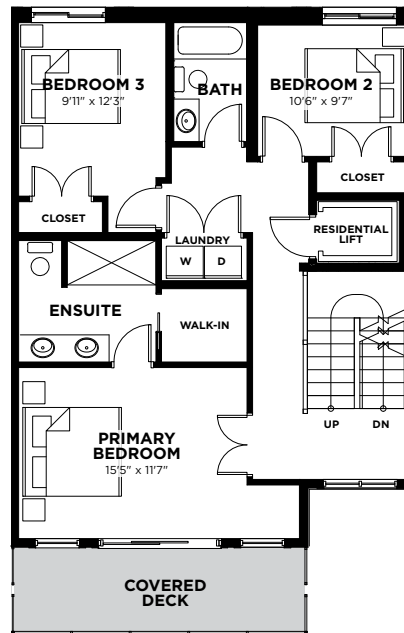 BEDROOM 3
9'11" x 12'3"
BATH
BEDROOM 2
10'6" x 9'7"
CLOSET
CLOSET
RESIDENTIAL
LIFT
LAUNDRY
W D
ENSUITE
WALK-IN
UP DN
PRIMARY
BEDROOM
15'5" x 11'7"
COVERED
DECK